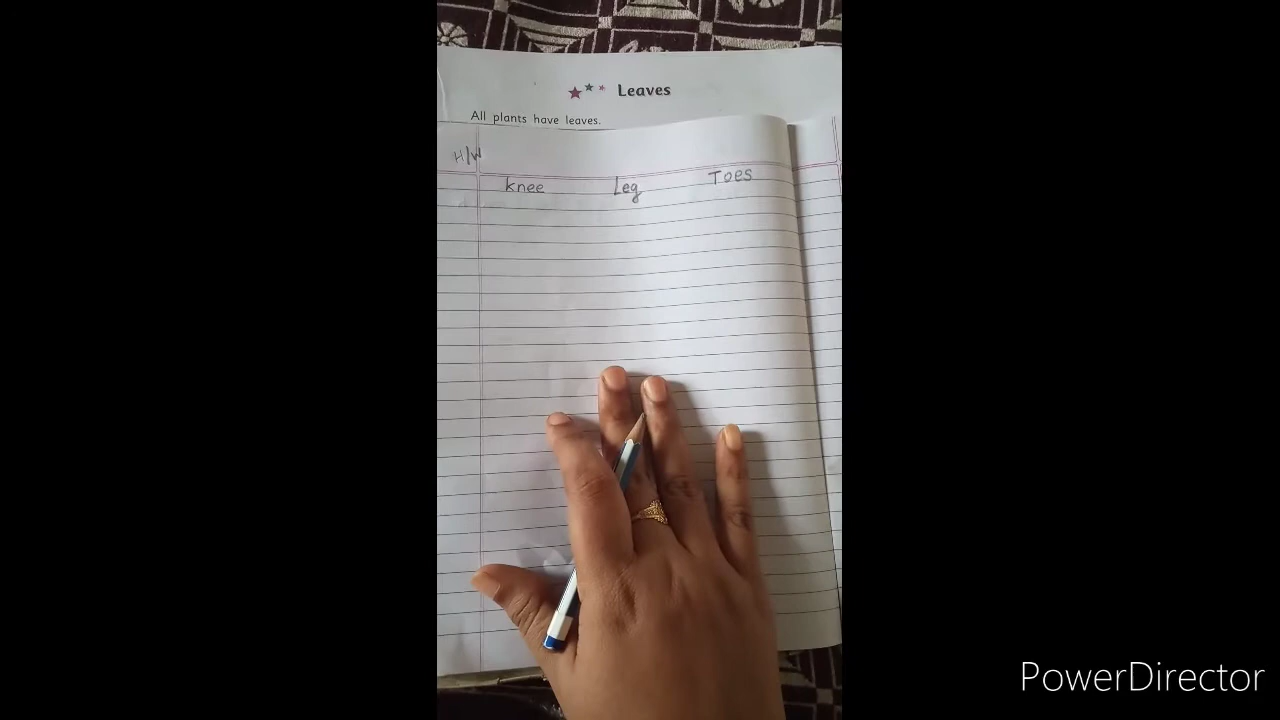 Leaves
All plants have leaves.
H/W
Knee Leg Toes
PowerDirector